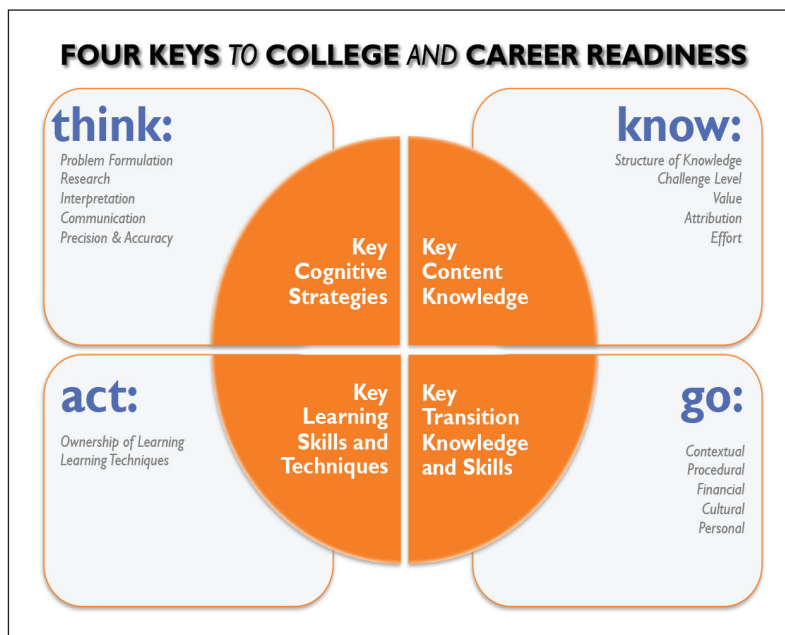 FOUR KEYS TO COLLEGE AND CAREER READINESS
think:
Problem Formulation
Research
Interpretation
Communication
Precision & Accuracy
Key
Cognitive
Strategies
know:
Structure of Knowledge
Challenge Level
Value
Attribution
Effort
Key
Content
Knowledge
act:
Ownership of Learning
Learning Techniques
Key
Learning
Skills and
Techniques
go:
Contextual
Procedural
Financial
Cultural
Personal
Key
Transition
Knowledge
and Skills